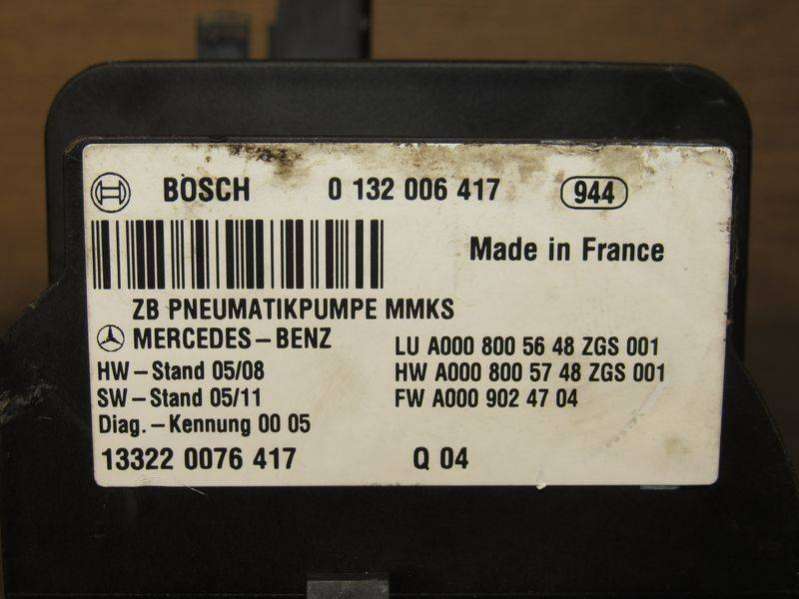 BOSCH 0 132 006 417 944
Made in France
ZB PNEUMATIKPUMPE MMKS
MERCEDES-BENZ
LU A000 800 56 48 ZGS 001
HW-Stand 05/08
HW A000 800 57 48 ZGS 001
SW-Stand 05/11
FW A000 902 47 04
Diag.-Kennung 00 05
13322 0076 417 Q 04